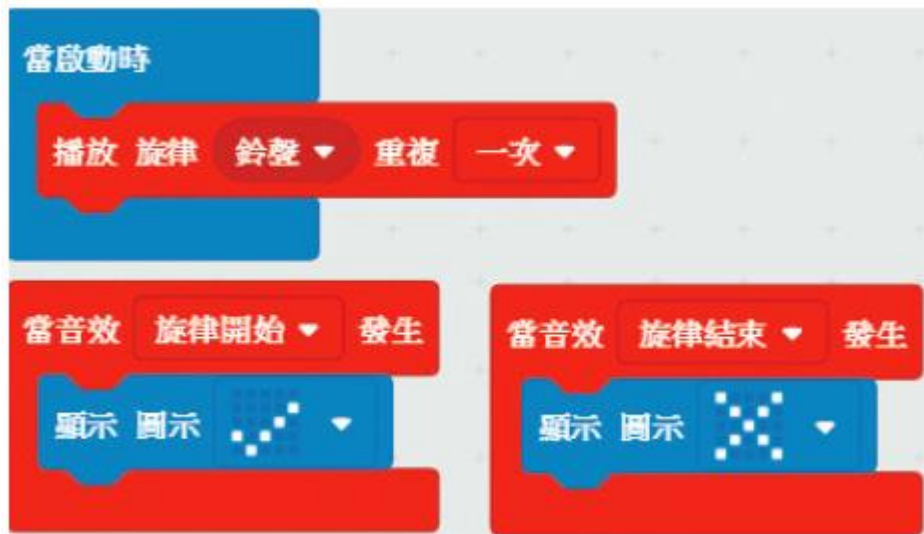 當啟動時
播放 旋律 鈴聲 重複 一次
當音效 旋律開始 發生
顯示 圖示
當音效 旋律結束 發生
顯示 圖示